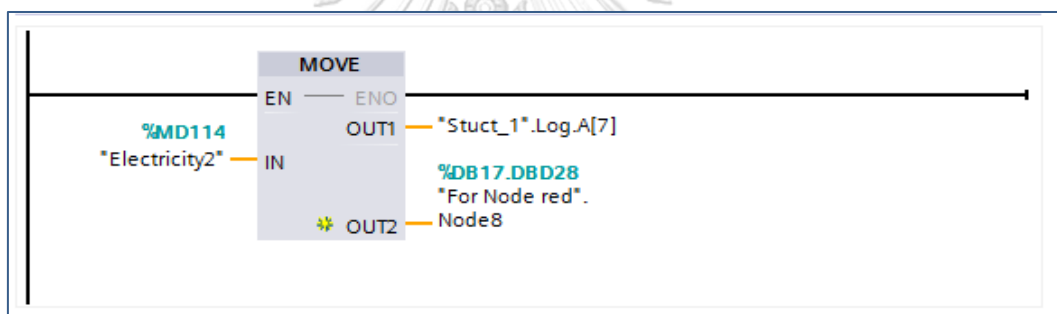 MOVE
EN ENO
%MD114
"Electricity2"
IN
OUT1
"Stuct_1".Log.A[7]
%DB17.DBD28
"For Node red".
Node8
OUT2